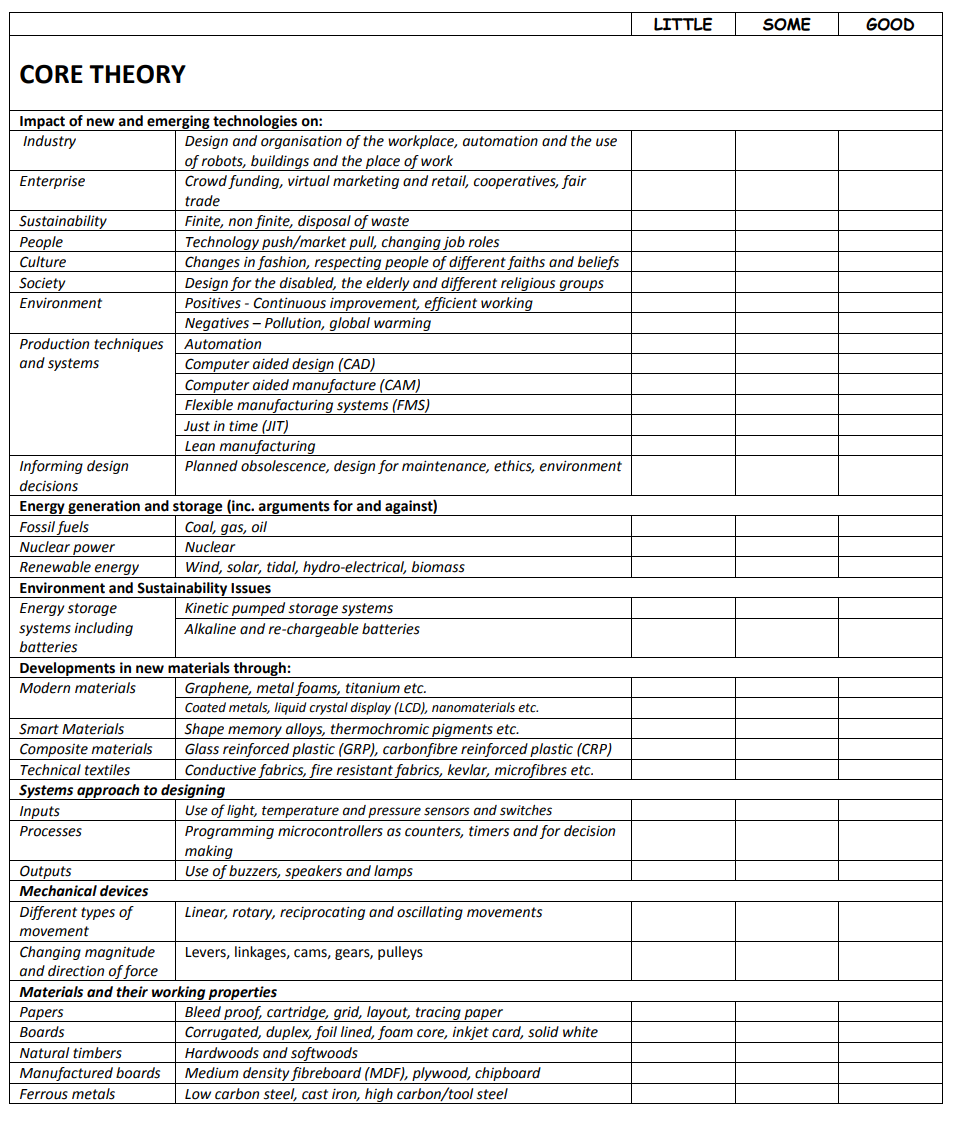 LITTLE SOME GOOD
CORE THEORY
Impact of new and emerging technologies on:
Industry Design and organisation of the workplace, automation and the use
of robots, buildings and the place of work
Enterprise Crowd funding, virtual marketing and retail, cooperatives, fair
trade
Sustainability Finite, non finite, disposal of waste
People Technology push/market pull, changing job roles
Culture Changes in fashion, respecting people of different faiths and beliefs
Society Design for the disabled, the elderly and different religious groups
Environment Positives - Continuous improvement, efficient working
Negatives – Pollution, global warming
Production techniques Automation
and systems Computer aided design (CAD)
Computer aided manufacture (CAM)
Flexible manufacturing systems (FMS)
Just in time (JIT)
Lean manufacturing
Informing design Planned obsolescence, design for maintenance, ethics, environment
decisions
Energy generation and storage (inc. arguments for and against)
Fossil fuels Coal, gas, oil
Nuclear power Nuclear
Renewable energy Wind, solar, tidal, hydro-electrical, biomass
Environment and Sustainability Issues
Energy storage Kinetic pumped storage systems
systems including Alkaline and re-chargeable batteries
batteries
Developments in new materials through:
Modern materials Graphene, metal foams, titanium etc.
Coated metals, liquid crystal display (LCD), nanomaterials etc.
Smart Materials Shape memory alloys, thermochromic pigments etc.
Composite materials Glass reinforced plastic (GRP), carbonfibre reinforced plastic (CRP)
Technical textiles Conductive fabrics, fire resistant fabrics, kevlar, microfibres etc.
Systems approach to designing
Inputs Use of light, temperature and pressure sensors and switches
Processes Programming microcontrollers as counters, timers and for decision
making
Outputs Use of buzzers, speakers and lamps
Mechanical devices
Different types of Linear, rotary, reciprocating and oscillating movements
movement
Changing magnitude Levers, linkages, cams, gears, pulleys
and direction of force
Materials and their working properties
Papers Bleed proof, cartridge, grid, layout, tracing paper
Boards Corrugated, duplex, foil lined, foam core, inkjet card, solid white
Natural timbers Hardwoods and softwoods
Manufactured boards Medium density fibreboard (MDF), plywood, chipboard
Ferrous metals Low carbon steel, cast iron, high carbon/tool steel